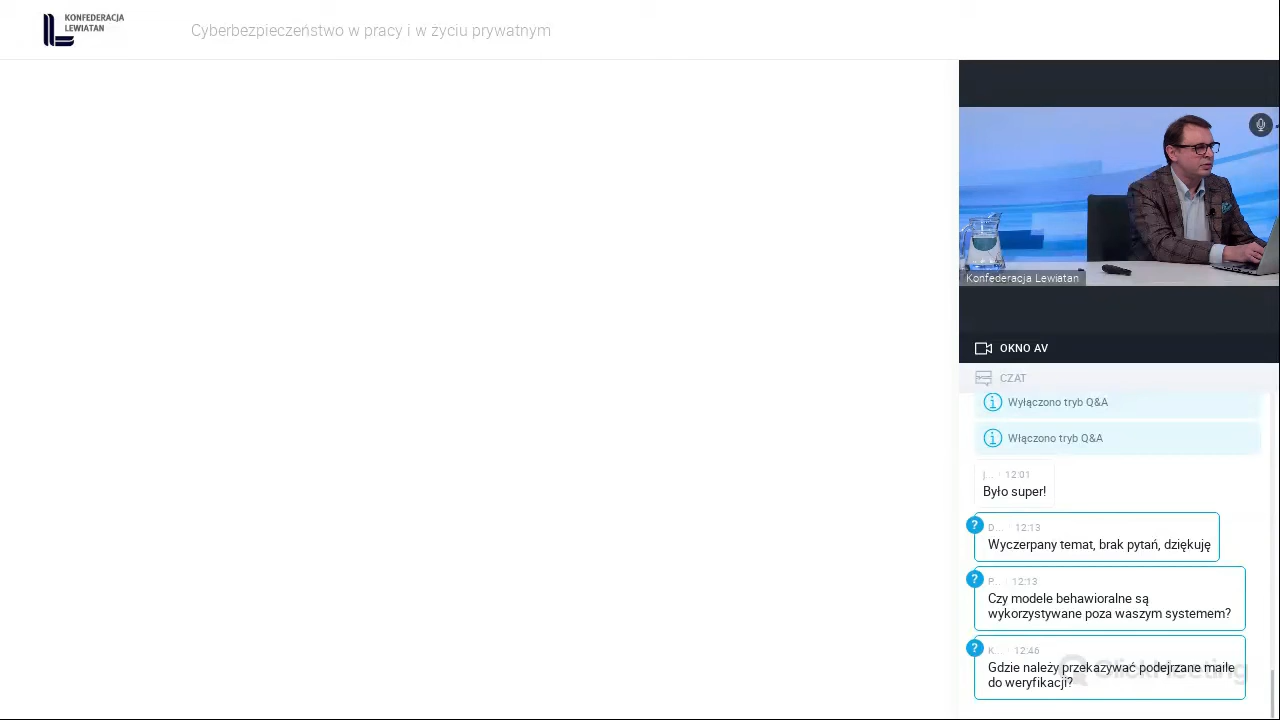 KONFEDERACJA
LEWIATAN
Cyberbezpieczeństwo w pracy i w życiu prywatnym
Konfederacja Lewiatan
OKNO AV
CZAT
Wyłączono tryb Q&A
Włączono tryb Q&A
j... 12:01
Było super!
? D... 12:13
Wyczerpany temat, brak pytań, dziękuję
? P... 12:13
Czy modele behawioralne są
wykorzystywane poza waszym systemem?
? K... 12:46
Gdzie należy przekazywać podejrzane maile
do weryfikacji?
ClickMeeting